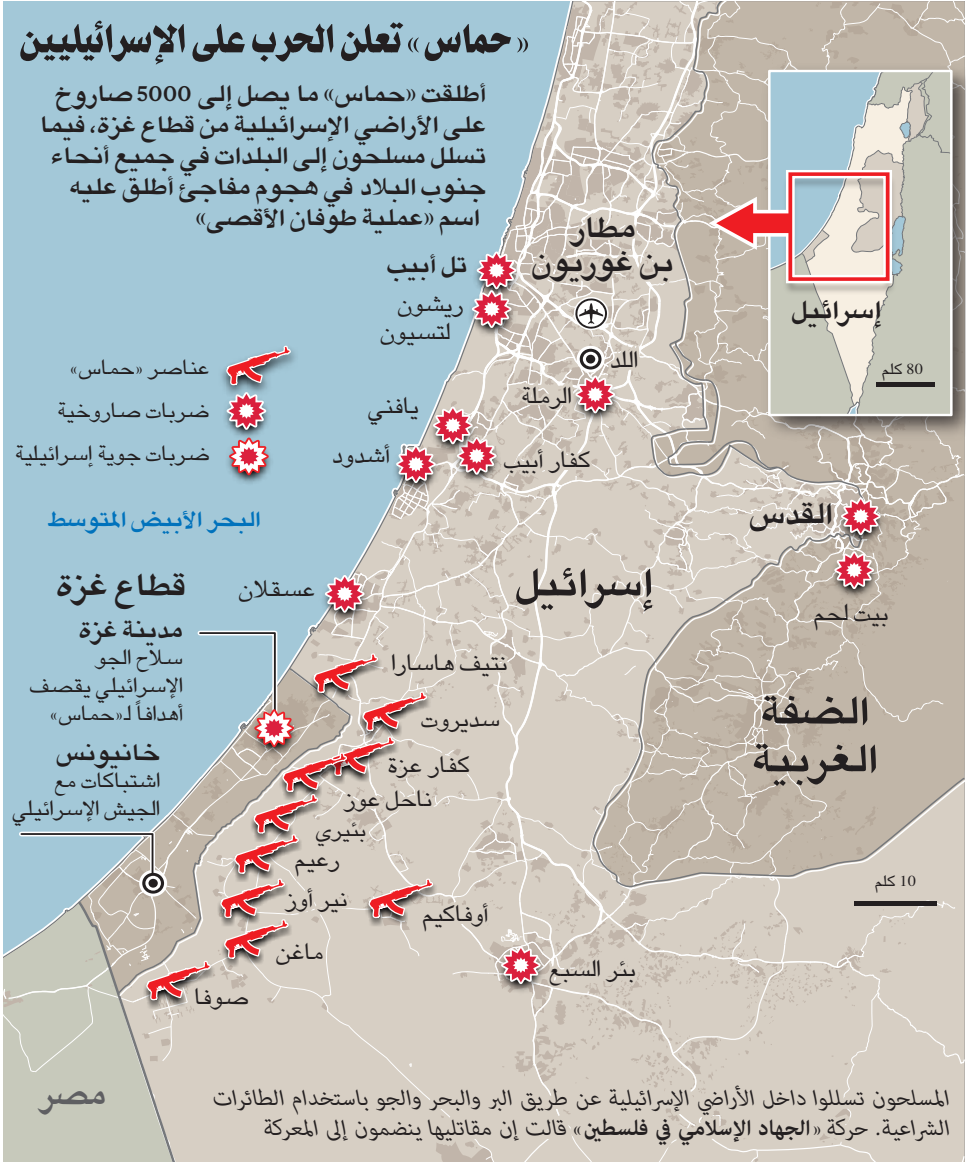 «حماس» تعلن الحرب على الإسرائيليين
أطلقت «حماس» ما يصل إلى 5000 صاروخ
على الأراضي الإسرائيلية من قطاع غزة، فيما
تسلل مسلحون إلى البلدات في جميع أنحاء
جنوب البلاد في هجوم مفاجئ أطلق عليه
اسم «عملية طوفان الأقصى»
إسرائيل
80 كلم
مطار
بن غوريون
تل أبيب
ريشون
لتسيون
اللد
الرملة
عناصر «حماس»
ضربات صاروخية
ضربات جوية إسرائيلية
يافني
كفار أبيب
أشدود
البحر الأبيض المتوسط
القدس
بيت لحم
إسرائيل
عسقلان
قطاع غزة
مدينة غزة
سلاح الجو
الإسرائيلي يقصف
أهدافاً لـ«حماس»
خانيونس
اشتباكات مع
الجيش الإسرائيلي
الضفة
الغربية
نتيف هاسارا
سديروت
كفار عزة
ناحل عوز
بئيري
رعيم
نير أوز
أوفاكيم
ماغن
صوفا
بئر السبع
10 كلم
مصر
المسلحون تسللوا داخل الأراضي الإسرائيلية عن طريق البر والبحر والجو باستخدام الطائرات
الشراعية. حركة «الجهاد الإسلامي في فلسطين» قالت إن مقاتليها ينضمون إلى المعركة